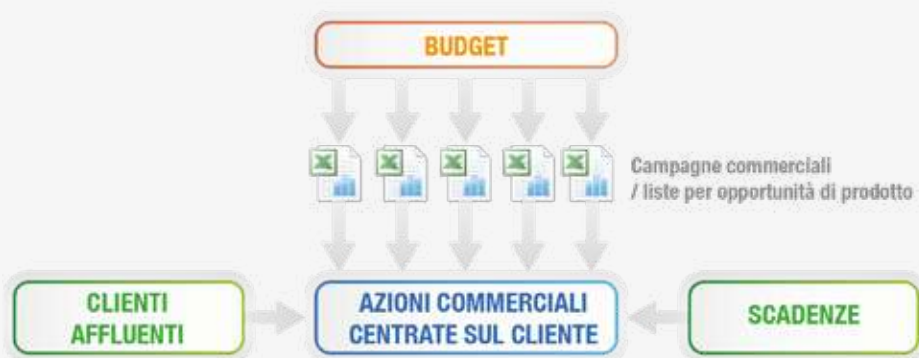 BUDGET
Campagne commerciali
/ liste per opportunità di prodotto
CLIENTI
AFFLUENTI
AZIONI COMMERCIALI
CENTRATE SUL CLIENTE
SCADENZE